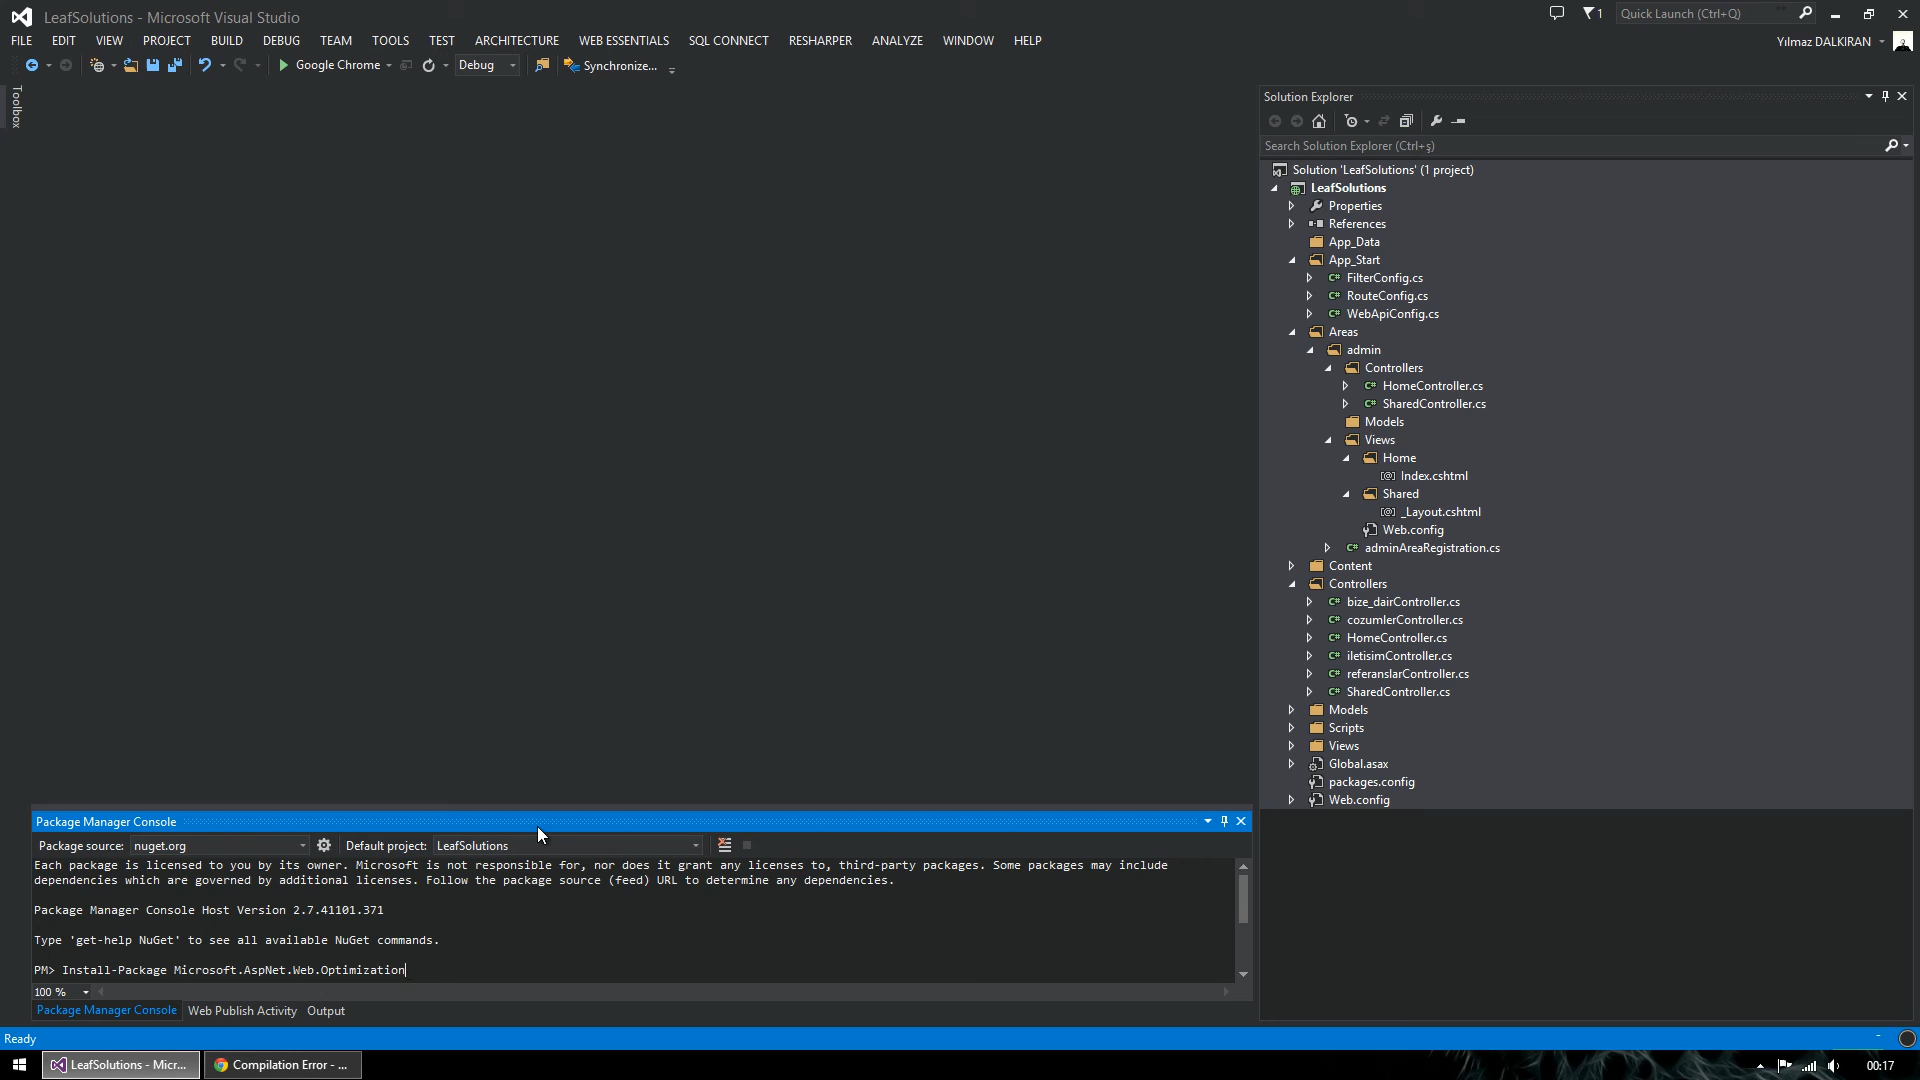 LeafSolutions - Microsoft Visual Studio
1
Quick Launch (Ctrl+Q)
FILE EDIT VIEW PROJECT BUILD DEBUG TEAM TOOLS TEST ARCHITECTURE WEB ESSENTIALS SQL CONNECT RESHARPER ANALYZE WINDOW HELP
Yılmaz DALKIRAN
Google Chrome
Debug
Synchronize...
Toolbox
Solution Explorer
Search Solution Explorer (Ctrl+ş)
Solution 'LeafSolutions' (1 project)
LeafSolutions
Properties
References
App_Data
App_Start
C# FilterConfig.cs
C# RouteConfig.cs
C# WebApiConfig.cs
Areas
admin
Controllers
C# HomeController.cs
C# SharedController.cs
Models
Views
Home
[@] Index.cshtml
Shared
[@] _Layout.cshtml
Web.config
C# adminAreaRegistration.cs
Content
Controllers
C# bize_dairController.cs
C# cozumlerController.cs
C# HomeController.cs
C# iletisimController.cs
C# referanslarController.cs
C# SharedController.cs
Models
Scripts
Views
Global.asax
packages.config
Web.config
Package Manager Console
Package source: nuget.org
Default project: LeafSolutions
Each package is licensed to you by its owner. Microsoft is not responsible for, nor does it grant any licenses to, third-party packages. Some packages may include
dependencies which are governed by additional licenses. Follow the package source (feed) URL to determine any dependencies.
Package Manager Console Host Version 2.7.41101.371
Type 'get-help NuGet' to see all available NuGet commands.
PM> Install-Package Microsoft.AspNet.Web.Optimization
100 %
Package Manager Console Web Publish Activity Output
Ready
LeafSolutions - Micr...
Compilation Error - ...
00:17